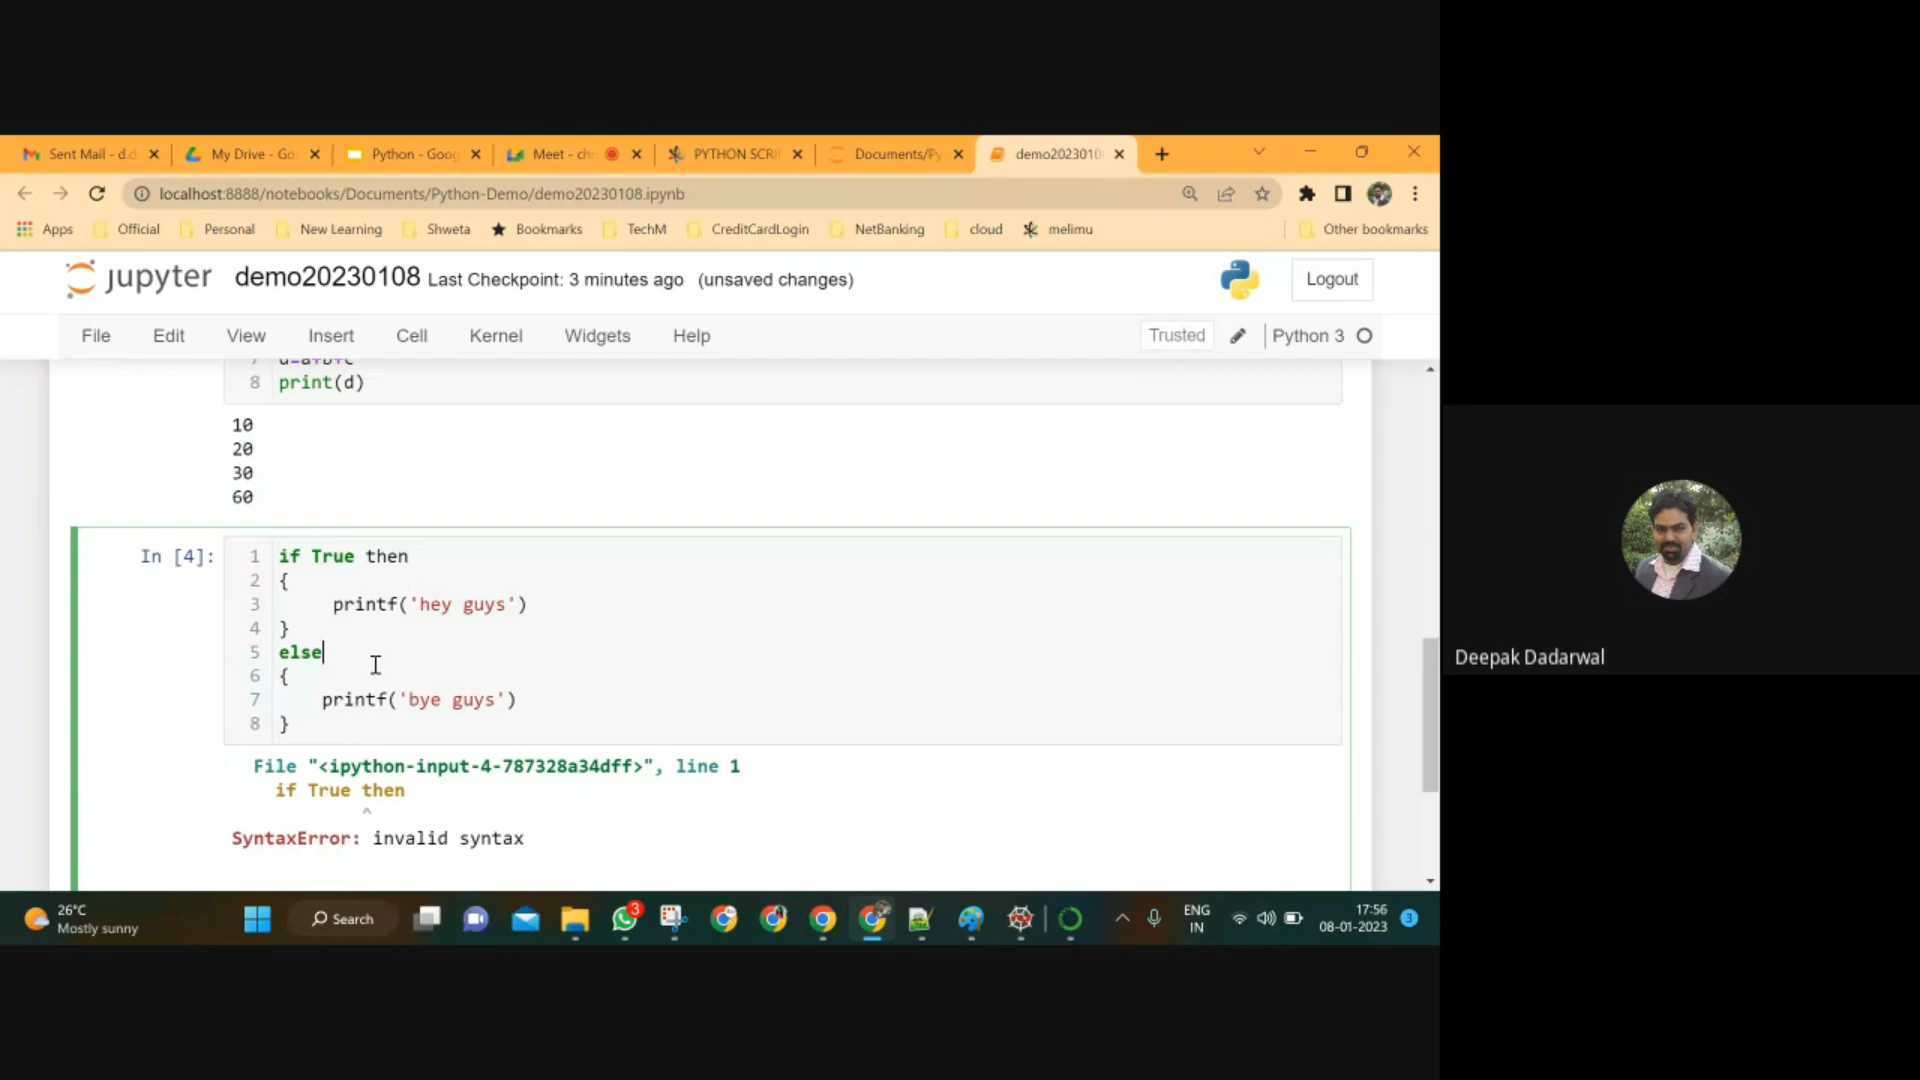 Sent Mail - d.d
My Drive - Go
Python - Goog
Meet - ch
PYTHON SCRI
Documents/Py
demo2023010
localhost:8888/notebooks/Documents/Python-Demo/demo20230108.ipynb
Apps
Official
Personal
New Learning
Shweta
Bookmarks
TechM
CreditCardLogin
NetBanking
cloud
melimu
Other bookmarks
jupyter
demo20230108 Last Checkpoint: 3 minutes ago (unsaved changes)
Logout
File Edit View Insert Cell Kernel Widgets Help
Trusted
Python 3
7 d=a+b+c
8 print(d)
10
20
30
60
In [4]:
1 if True then
2 {
3 printf('hey guys')
4 }
5 else
6 {
7 printf('bye guys')
8 }
File "<ipython-input-4-787328a34dff>", line 1
if True then
^
SyntaxError: invalid syntax
Deepak Dadarwal
26°C
Mostly sunny
Search
3
ENG
IN
17:56
08-01-2023
3